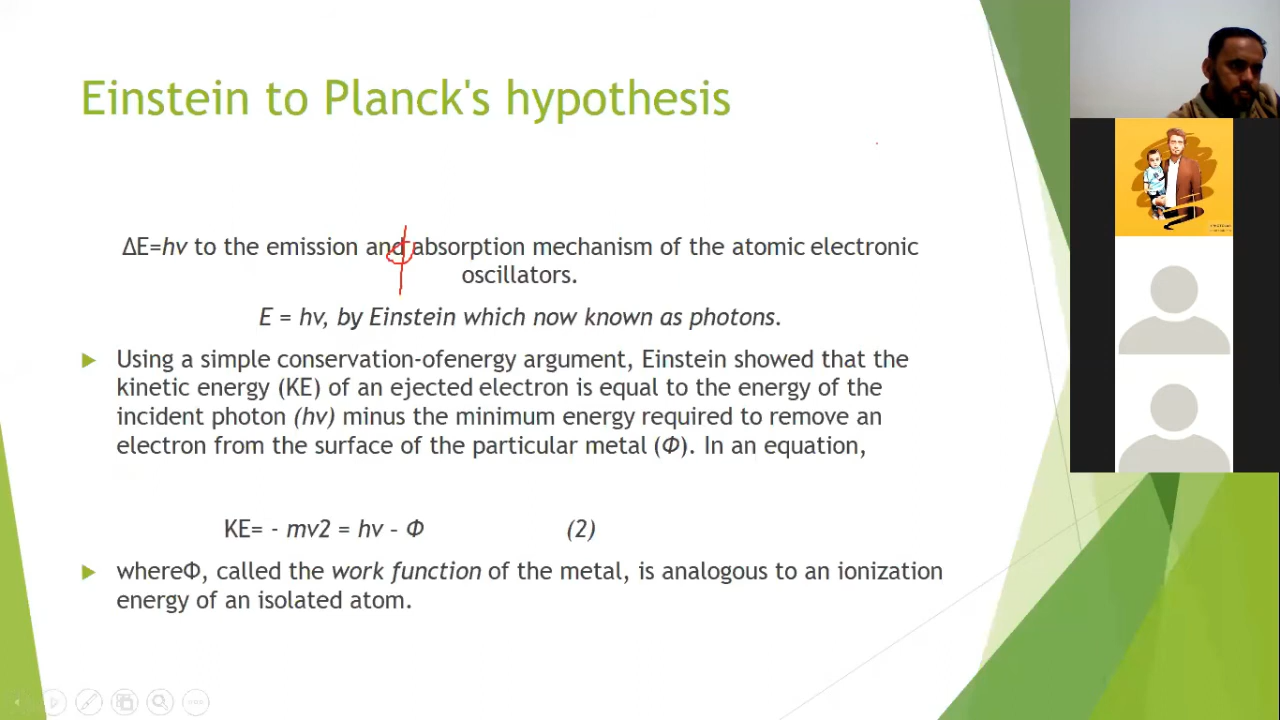 Einstein to Planck's hypothesis
ΔE=hν to the emission and absorption mechanism of the atomic electronic
oscillators.
E = hν, by Einstein which now known as photons.
Using a simple conservation-ofenergy argument, Einstein showed that the
kinetic energy (KE) of an ejected electron is equal to the energy of the
incident photon (hν) minus the minimum energy required to remove an
electron from the surface of the particular metal (Φ). In an equation,
KE= - mv2 = hν – Φ (2)
whereΦ, called the work function of the metal, is analogous to an ionization
energy of an isolated atom.